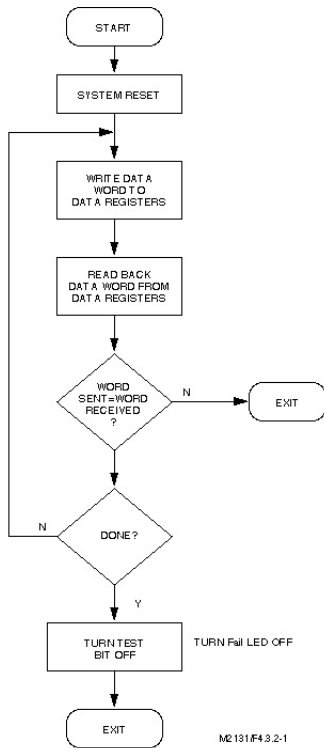 START
SYSTEM RESET
WRITE DATA
WORD TO
DATA REGISTERS
READ BACK
DATA WORD FROM
DATA REGISTERS
WORD
SENT=WORD
RECEIVED
?
N
EXIT
DONE?
N
Y
TURN TEST
BIT OFF
TURN Fail LED OFF
EXIT
M2131/F4.3.2-1